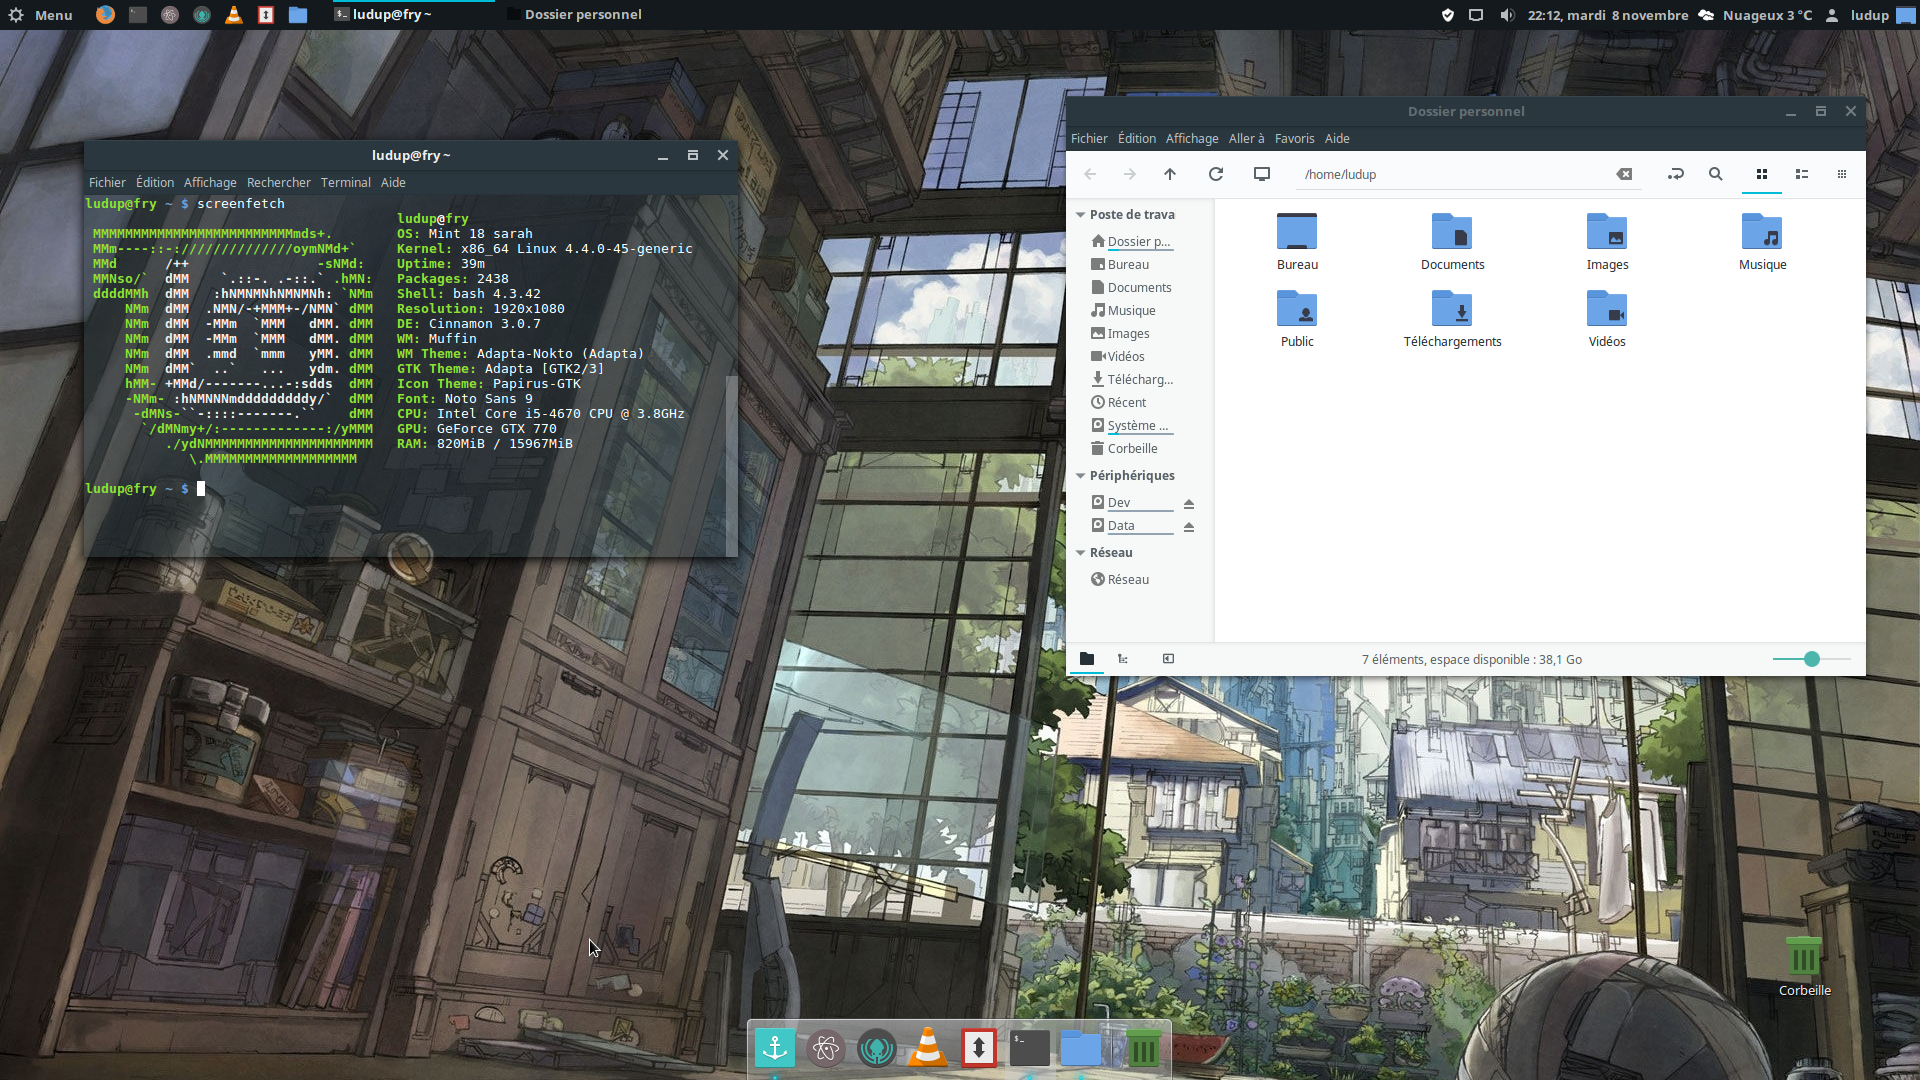 Menu
ludup@fry ~
Dossier personnel
22:12, mardi 8 novembre
Nuageux 3 °C
ludup
ludup@fry ~
Fichier Édition Affichage Rechercher Terminal Aide
ludup@fry ~ $ screenfetch
ludup@fry
MMMMMMMMMMMMMMMMMMMMMMMMMmds+. OS: Mint 18 sarah
MMm----::-://////////////oymNMd+` Kernel: x86_64 Linux 4.4.0-45-generic
MMd /++ -sNMd: Uptime: 39m
MMNso/` dMM `.::-. .-::.` .hMN: Packages: 2438
ddddMMh dMM :hNMNMNhNMNMNh: `NMm Shell: bash 4.3.42
NMm dMM .NMN/-+MMM+-/NMN` dMM Resolution: 1920x1080
NMm dMM -MMm `MMM dMM. dMM DE: Cinnamon 3.0.7
NMm dMM -MMm `MMM dMM. dMM WM: Muffin
NMm dMM .mmd `mmm yMM. dMM WM Theme: Adapta-Nokto (Adapta)
NMm dMM` ..` ... ydm. dMM GTK Theme: Adapta [GTK2/3]
hMM- +MMd/-------...-:sdds dMM Icon Theme: Papirus-GTK
-NMm- :hNMNNNmdddddddddy/` dMM Font: Noto Sans 9
-dMNs-``-::::-------.`` dMM CPU: Intel Core i5-4670 CPU @ 3.8GHz
`/dMNmy+/:-------------:/yMMM GPU: GeForce GTX 770
./ydNMMMMMMMMMMMMMMMMMMMMM RAM: 820MiB / 15967MiB
\.MMMMMMMMMMMMMMMMMMM
ludup@fry ~ $
Dossier personnel
Fichier Édition Affichage Aller à Favoris Aide
/home/ludup
Poste de trava
Dossier p...
Bureau
Documents
Musique
Images
Vidéos
Télécharg...
Récent
Système ...
Corbeille
Périphériques
Dev
Data
Réseau
Réseau
Bureau
Documents
Images
Musique
Public
Téléchargements
Vidéos
7 éléments, espace disponible : 38,1 Go
Corbeille